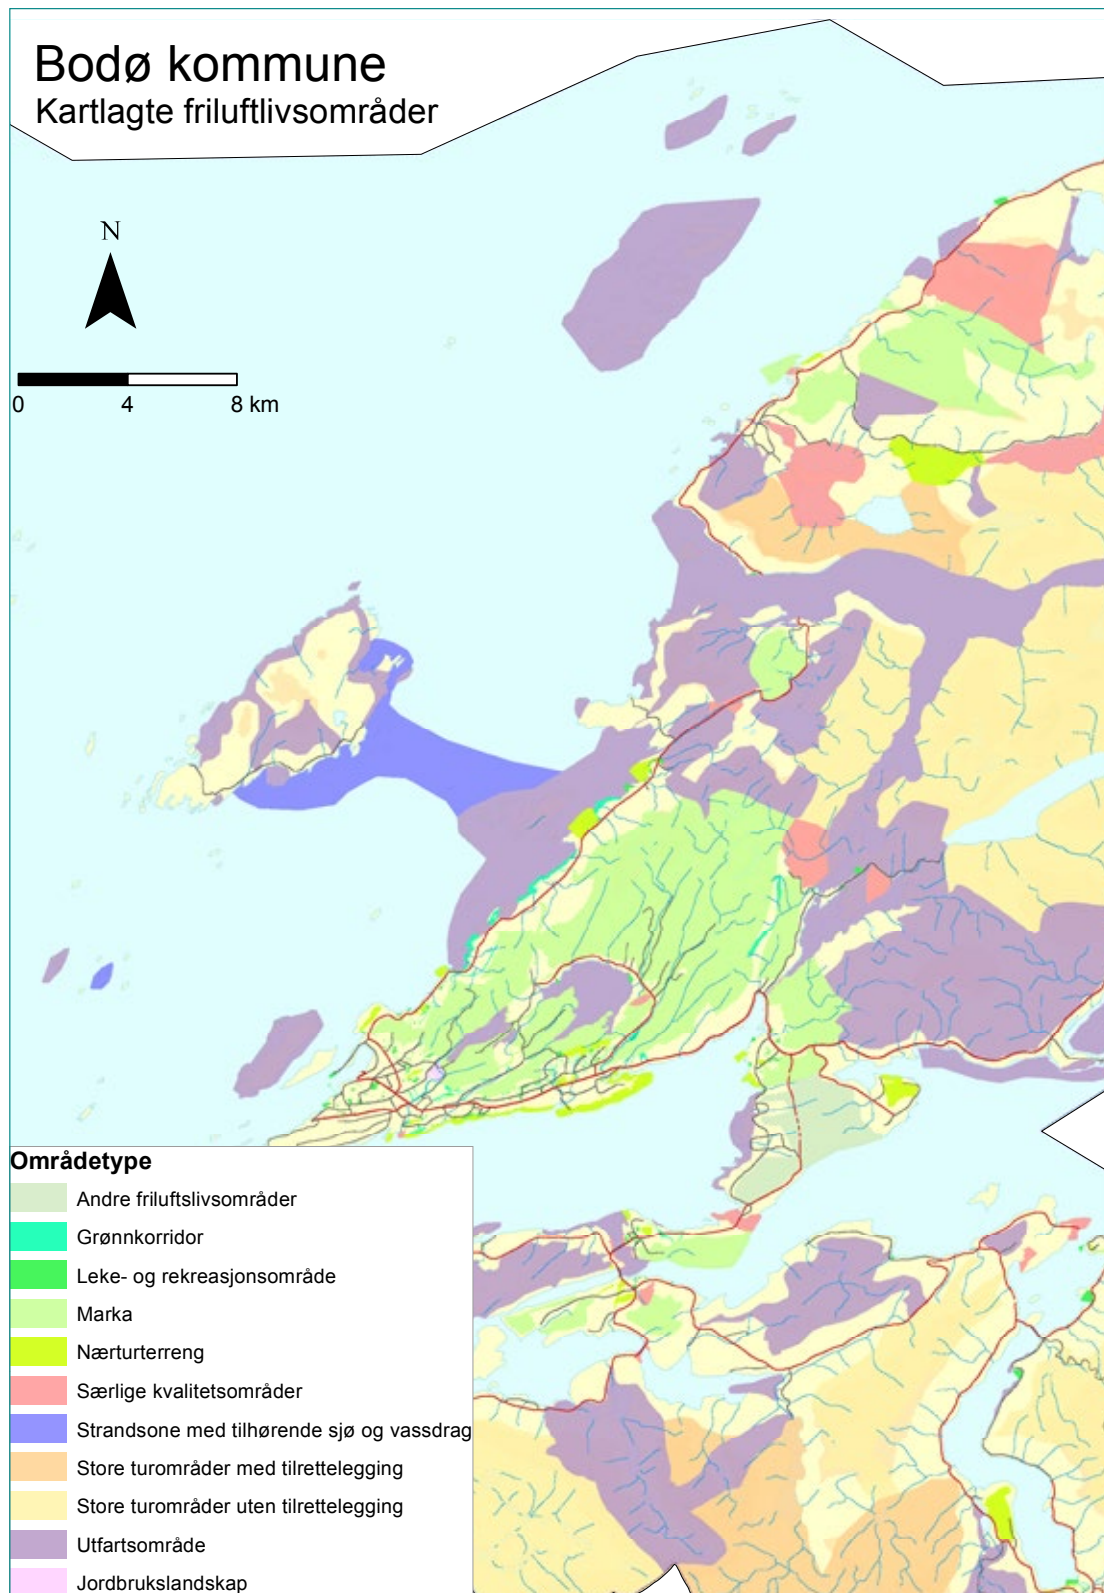 Bodø kommune
Kartlagte friluftlivsområder
N
0 4 8 km
Områdetype
Andre friluftslivsområder
Grønnkorridor
Leke- og rekreasjonsområde
Marka
Nærturterreng
Særlige kvalitetsområder
Strandsone med tilhørende sjø og vassdrag
Store turområder med tilrettelegging
Store turområder uten tilrettelegging
Utfartsområde
Jordbrukslandskap